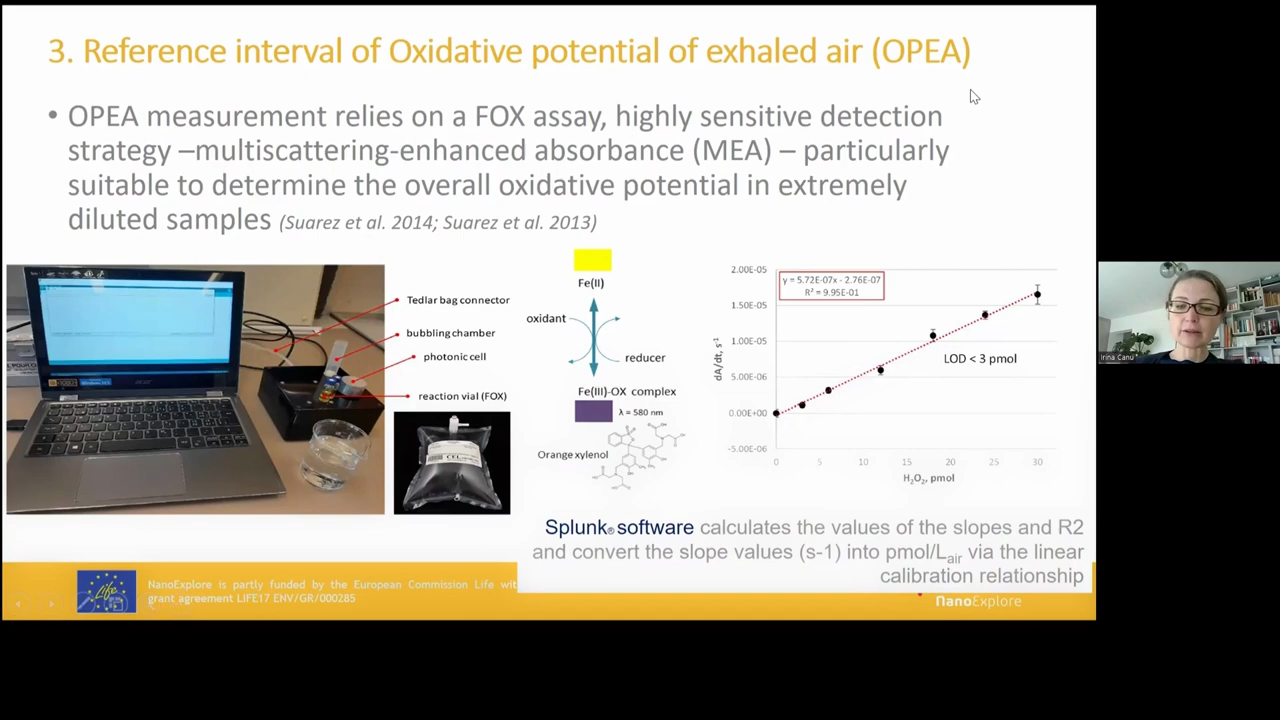 3. Reference interval of Oxidative potential of exhaled air (OPEA)
• OPEA measurement relies on a FOX assay, highly sensitive detection
strategy –multiscattering-enhanced absorbance (MEA) – particularly
suitable to determine the overall oxidative potential in extremely
diluted samples (Suarez et al. 2014; Suarez et al. 2013)
Tedlar bag connector
bubbling chamber
photonic cell
reaction vial (FOX)
Fe(II)
oxidant
reducer
Fe(III)-OX complex
λ = 580 nm
Orange xylenol
2.00E-05
1.50E-05
1.00E-05
5.00E-06
0.00E+00
-5.00E-06
dA/dt, s-1
y = 5.72E-07x - 2.76E-07
R² = 9.95E-01
LOD < 3 pmol
0 5 10 15 20 25 30
H₂O₂, pmol
Splunk® software calculates the values of the slopes and R2
and convert the slope values (s-1) into pmol/Lair via the linear
calibration relationship
Life
NanoExplore is partly funded by the European Commission Life wit
grant agreement LIFE17 ENV/GR/000285
NanoExplore
Irina Canu